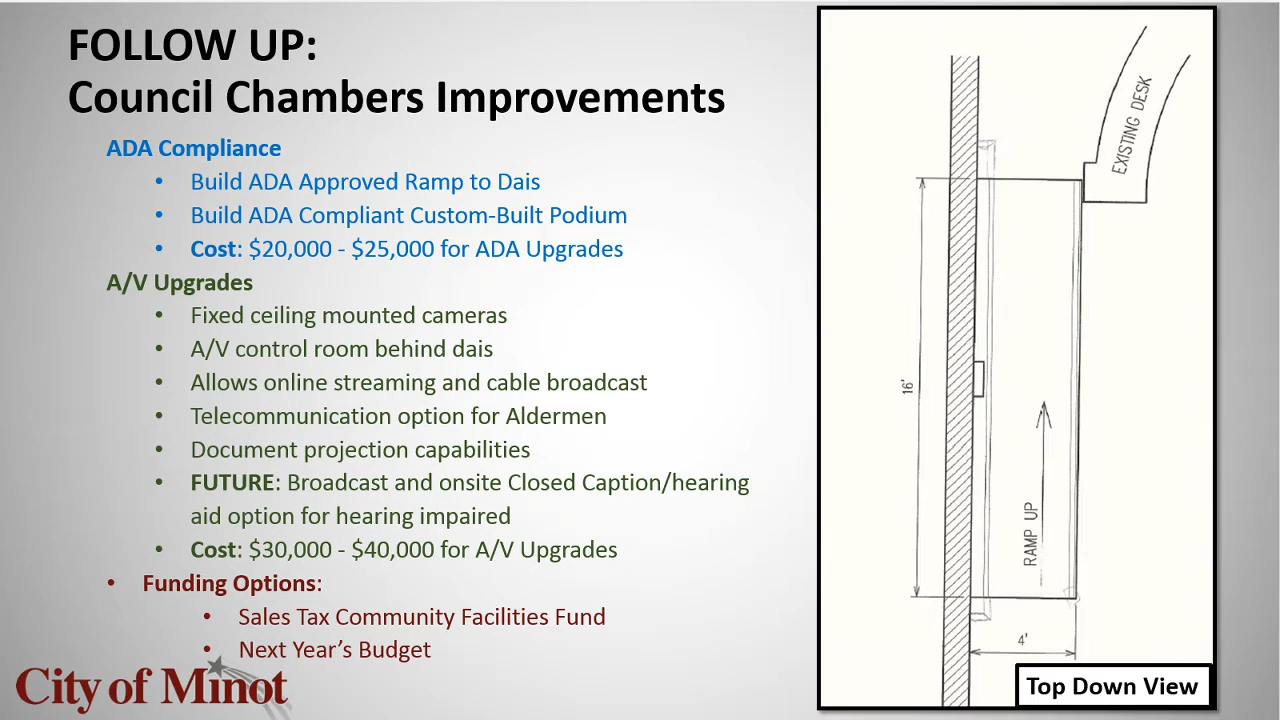 FOLLOW UP:
Council Chambers Improvements
ADA Compliance
• Build ADA Approved Ramp to Dais
• Build ADA Compliant Custom-Built Podium
• Cost: $20,000 - $25,000 for ADA Upgrades
A/V Upgrades
• Fixed ceiling mounted cameras
• A/V control room behind dais
• Allows online streaming and cable broadcast
• Telecommunication option for Aldermen
• Document projection capabilities
• FUTURE: Broadcast and onsite Closed Caption/hearing
aid option for hearing impaired
• Cost: $30,000 - $40,000 for A/V Upgrades
• Funding Options:
• Sales Tax Community Facilities Fund
• Next Year's Budget
City of Minot
EXISTING DESK
16'
RAMP UP
4'
Top Down View